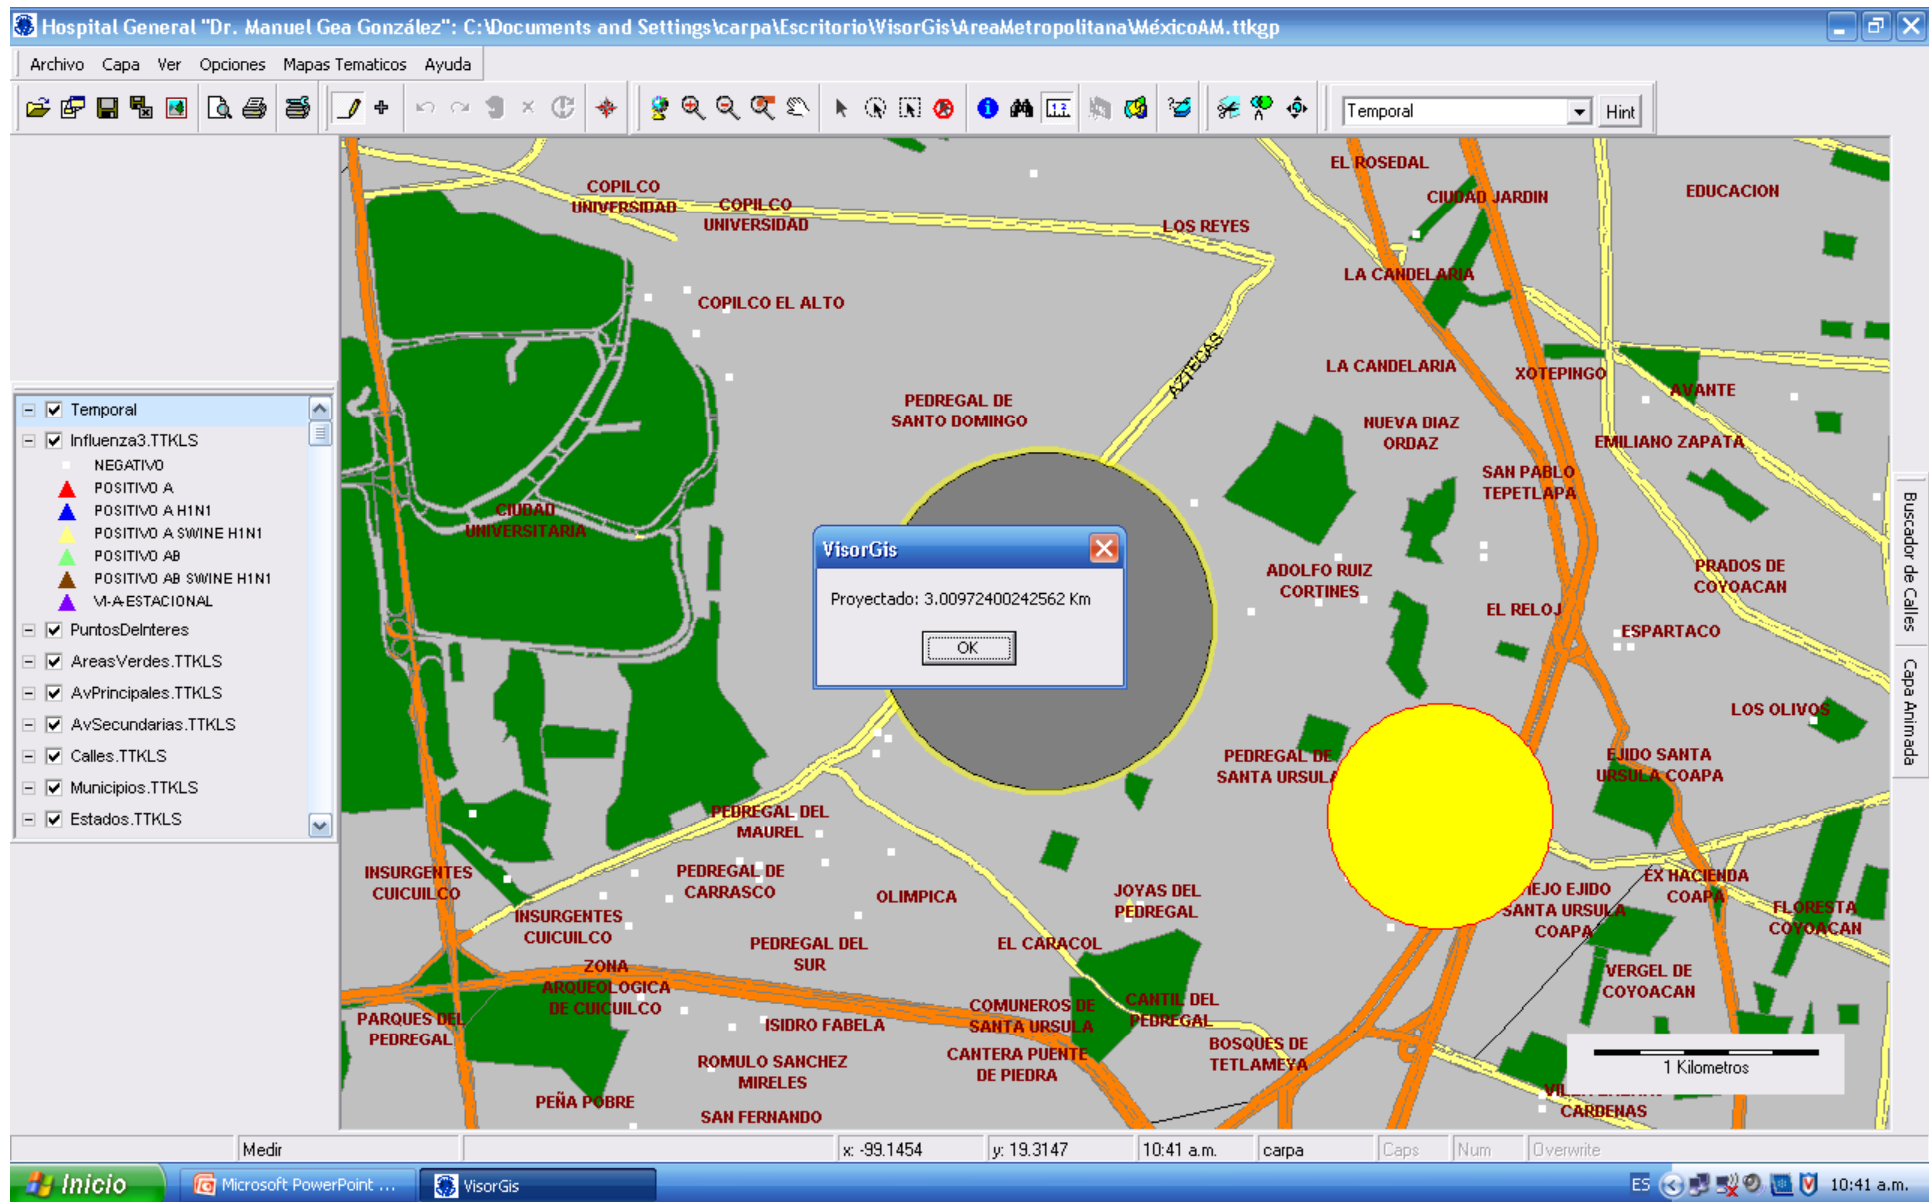 Hospital General "Dr. Manuel Gea González": C:\Documents and Settings\carpa\Escritorio\VisorGis\AreaMetropolitana\MéxicoAM.ttkgp
Archivo Capa Ver Opciones Mapas Tematicos Ayuda
Temporal
Hint
Temporal
Influenza3.TTKLS
NEGATIVO
POSITIVO A
POSITIVO A H1N1
POSITIVO A SWINE H1N1
POSITIVO AB
POSITIVO AB SWINE H1N1
VI-A-ESTACIONAL
PuntosDeInteres
AreasVerdes.TTKLS
AvPrincipales.TTKLS
AvSecundarias.TTKLS
Calles.TTKLS
Municipios.TTKLS
Estados.TTKLS
EL ROSEDAL
COPILCO
UNIVERSIDAD
COPILCO
UNIVERSIDAD
CIUDAD JARDIN
EDUCACION
LOS REYES
LA CANDELARIA
COPILCO EL ALTO
AZTECAS
LA CANDELARIA
XOTEPINGO
AVANTE
PEDREGAL DE
SANTO DOMINGO
NUEVA DIAZ
ORDAZ
EMILIANO ZAPATA
SAN PABLO
TEPETLAPA
CIUDAD
UNIVERSITARIA
VisorGis
Proyectado: 3.00972400242562 Km
OK
ADOLFO RUIZ
CORTINES
PRADOS DE
COYOACAN
EL RELOJ
ESPARTACO
LOS OLIVOS
PEDREGAL DE
SANTA URSULA
EJIDO SANTA
URSULA COAPA
PEDREGAL DEL
MAUREL
INSURGENTES
CUICUILCO
PEDREGAL DE
CARRASCO
OLIMPICA
JOYAS DEL
PEDREGAL
IEJO EJIDO
SANTA URSULA
COAPA
EX HACIENDA
COAPA
FLORESTA
COYOACAN
INSURGENTES
CUICUILCO
PEDREGAL DEL
SUR
EL CARACOL
ZONA
ARQUEOLOGICA
DE CUICUILCO
VERGEL DE
COYOACAN
PARQUES DEL
PEDREGAL
ISIDRO FABELA
COMUNEROS DE
SANTA URSULA
CANTIL DEL
PEDREGAL
BOSQUES DE
TETLAMEYA
ROMULO SANCHEZ
MIRELES
CANTERA PUENTE
DE PIEDRA
1 Kilometros
PEÑA POBRE
SAN FERNANDO
CARDENAS
Buscador de Calles
Capa Animada
Medir
x: -99.1454
y: 19.3147
10:41 a.m.
carpa
Caps
Num
Overwrite
Inicio
Microsoft PowerPoint ...
VisorGis
ES
10:41 a.m.